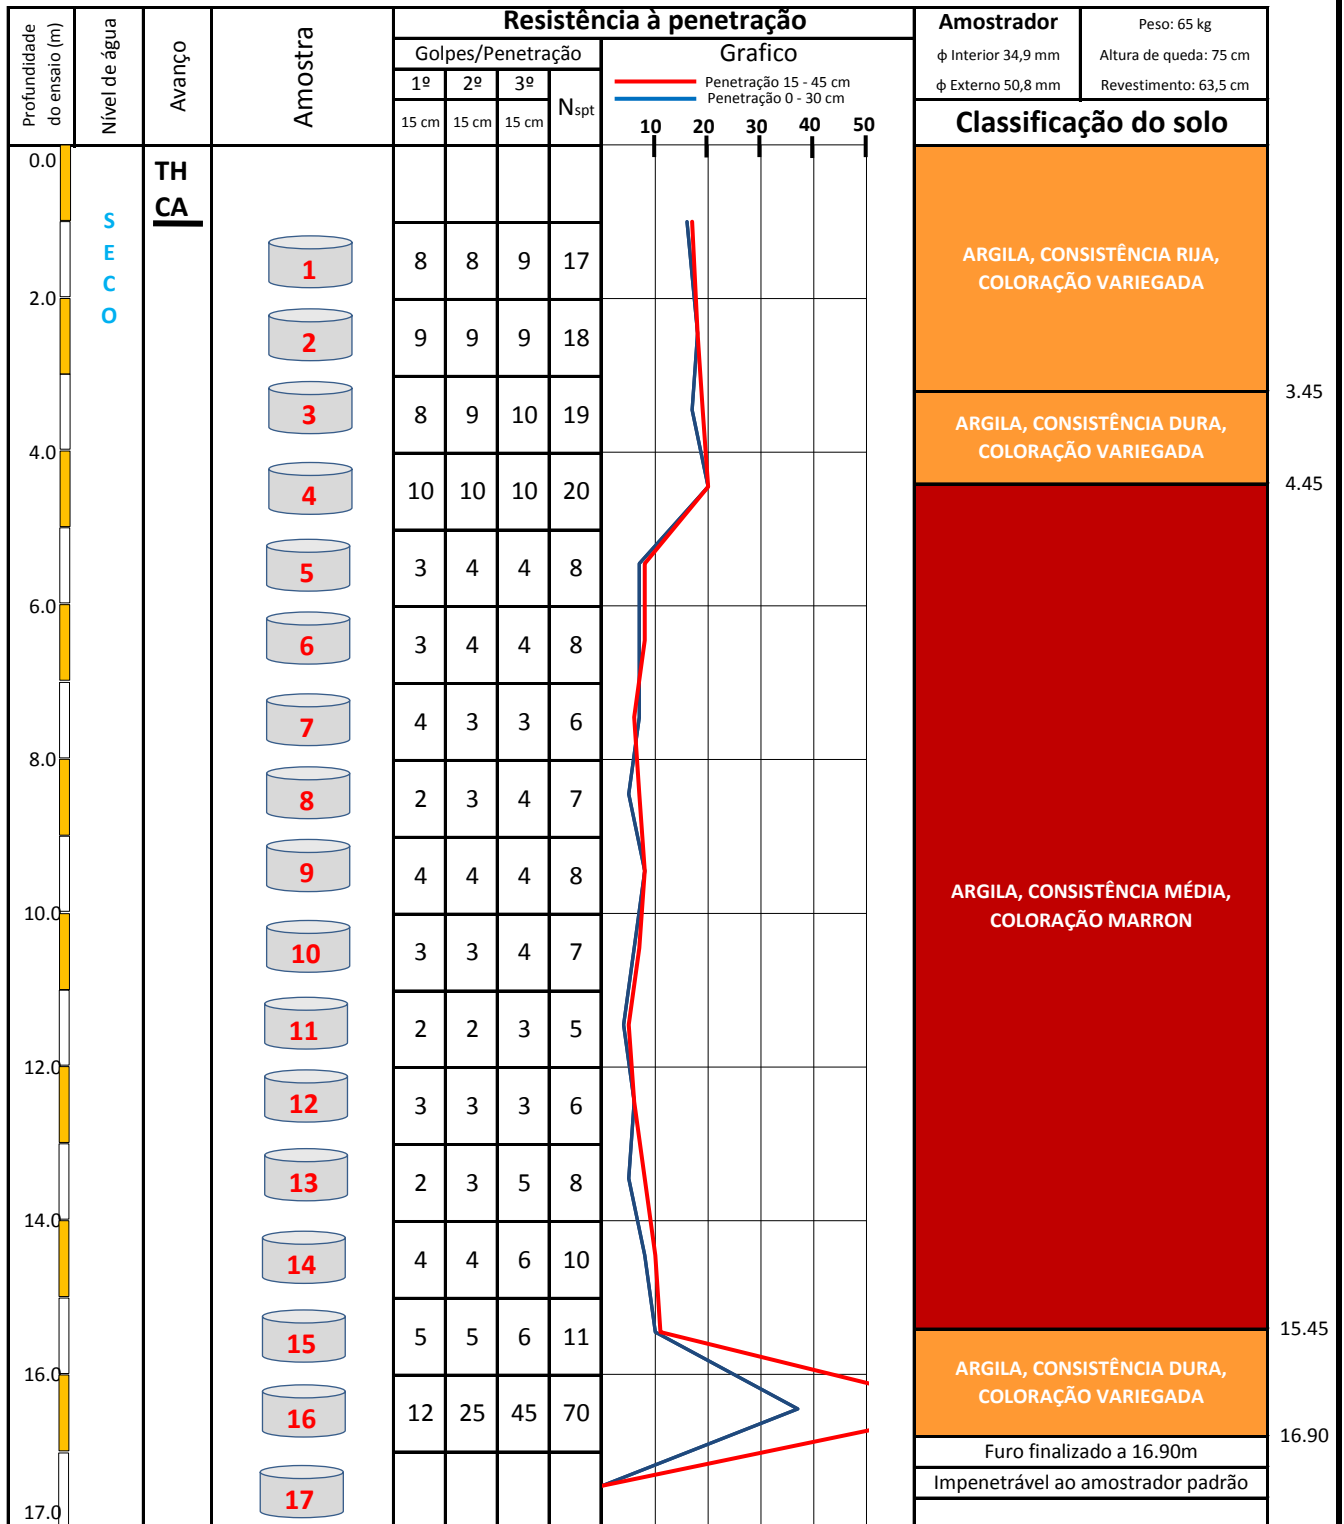 Profundidade
do ensaio (m)
Nível de água
Avanço
Amostra
Resistência à penetração
Golpes/Penetração
1º 2º 3º
Nspt
15 cm 15 cm 15 cm
Grafico
Penetração 15 - 45 cm
Penetração 0 - 30 cm
10 20 30 40 50
Amostrador
ϕ Interior 34,9 mm
ϕ Externo 50,8 mm
Peso: 65 kg
Altura de queda: 75 cm
Revestimento: 63,5 cm
Classificação do solo
0.0
TH
CA
S
E
C
O
1 8 8 9 17
ARGILA, CONSISTÊNCIA RIJA,
COLORAÇÃO VARIEGADA
2.0
2 9 9 9 18
3.45
3 8 9 10 19
ARGILA, CONSISTÊNCIA DURA,
COLORAÇÃO VARIEGADA
4.0
4.45
4 10 10 10 20
5 3 4 4 8
6.0
6 3 4 4 8
7 4 3 3 6
8.0
8 2 3 4 7
9 4 4 4 8
ARGILA, CONSISTÊNCIA MÉDIA,
COLORAÇÃO MARRON
10.0
10 3 3 4 7
11 2 2 3 5
12.0
12 3 3 3 6
13 2 3 5 8
14.0
14 4 4 6 10
15.45
15 5 5 6 11
16.0
ARGILA, CONSISTÊNCIA DURA,
COLORAÇÃO VARIEGADA
16 12 25 45 70
16.90
Furo finalizado a 16.90m
Impenetrável ao amostrador padrão
17
17.0